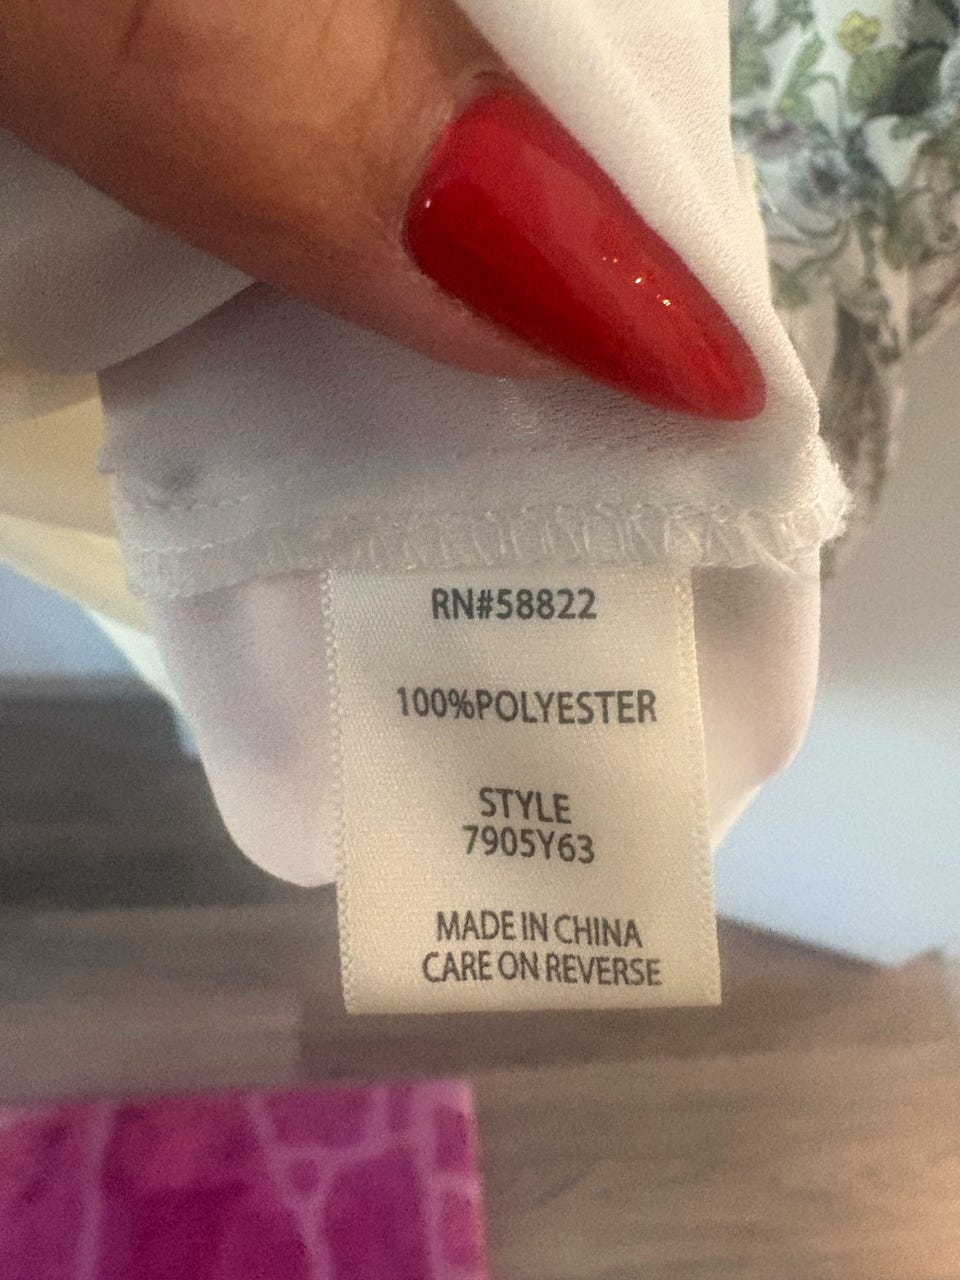 RN#58822
100%POLYESTER
STYLE
7905Y63
MADE IN CHINA
CARE ON REVERSE